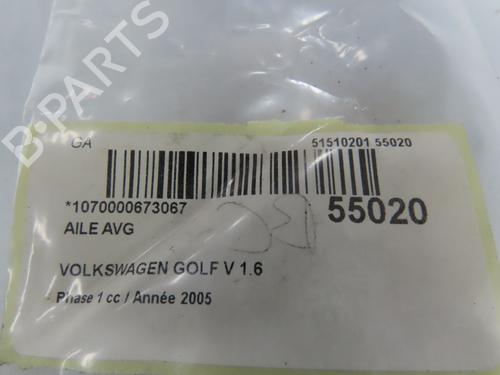 B-PARTS
GA 51510201 55020
*1070000673067 55020
AILE AVG
VOLKSWAGEN GOLF V 1.6
Phase 1 cc / Année 2005